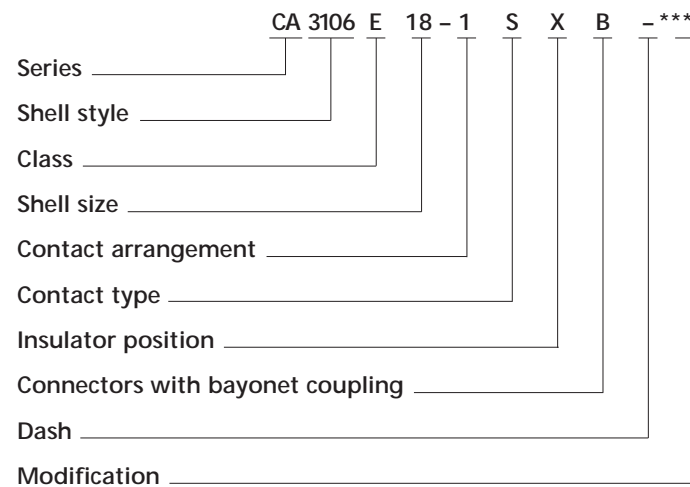 CA 3106 E 18 – 1 S X B – ***
Series
Shell style
Class
Shell size
Contact arrangement
Contact type
Insulator position
Connectors with bayonet coupling
Dash
Modification